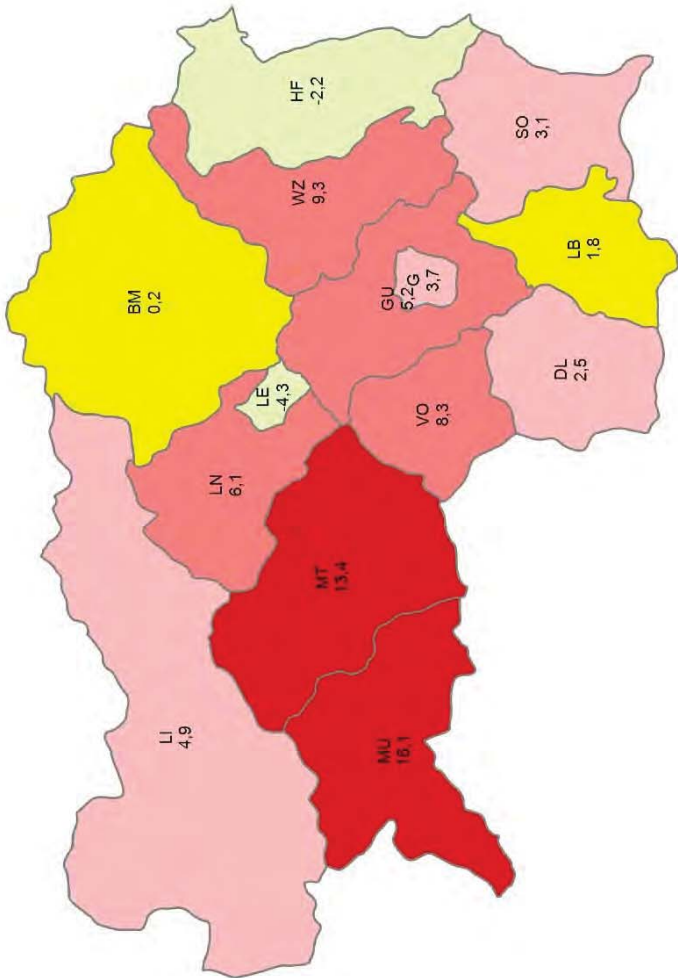 BM
0,2
LI
4,9
LN
6,1
LE
-4,3
WZ
9,3
HF
-2,2
MT
13,4
MU
16,1
GU
5,2
G
3,7
VO
8,3
SO
3,1
DL
2,5
LB
1,8